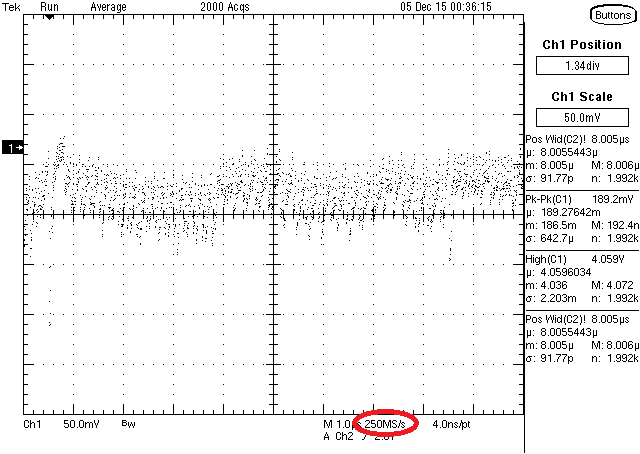 Tek Run Average 2000 Acqs 05 Dec 15 00:36:15
Buttons
Ch1 Position
1.34div
Ch1 Scale
50.0mV
1
Pos Wid(C2)! 8.005µs
µ: 8.0055443µ
m: 8.005µ M: 8.006µ
σ: 91.77p n: 1.992k
Pk-Pk(C1) 189.2mV
µ: 189.27642m
m: 186.5m M: 192.4m
σ: 642.7µ n: 1.992k
High(C1) 4.059V
µ: 4.0596034
m: 4.036 M: 4.072
σ: 2.203m n: 1.992k
Pos Wid(C2)! 8.005µs
µ: 8.0055443µ
m: 8.005µ M: 8.006µ
σ: 91.77p n: 1.992k
Ch1 50.0mV Bw M 1.0µs 250MS/s 4.0ns/pt
A Ch2